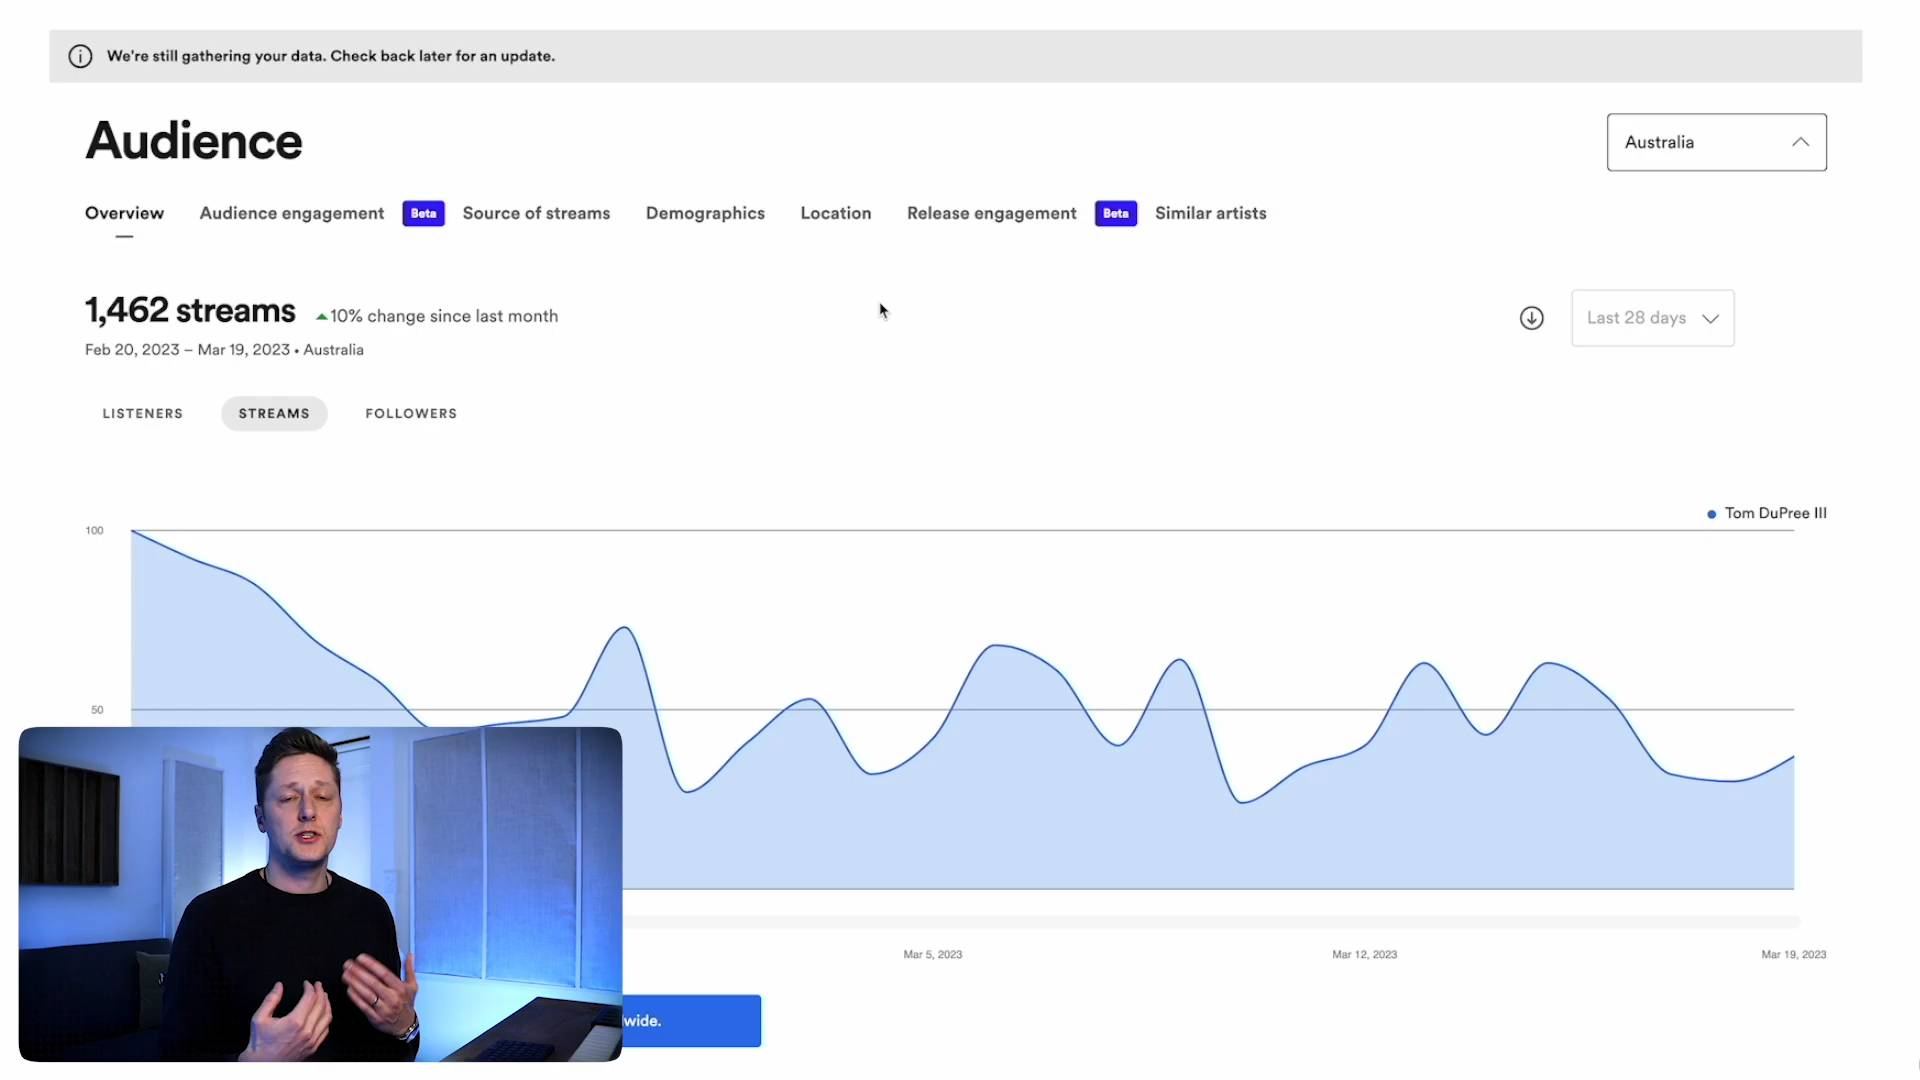 We're still gathering your data. Check back later for an update.
Audience
Australia
Overview
Audience engagement
Beta
Source of streams
Demographics
Location
Release engagement
Beta
Similar artists
1,462 streams
10% change since last month
Last 28 days
Feb 20, 2023 – Mar 19, 2023 • Australia
LISTENERS
STREAMS
FOLLOWERS
Tom DuPree III
100
50
Mar 5, 2023
Mar 12, 2023
Mar 19, 2023
wide.